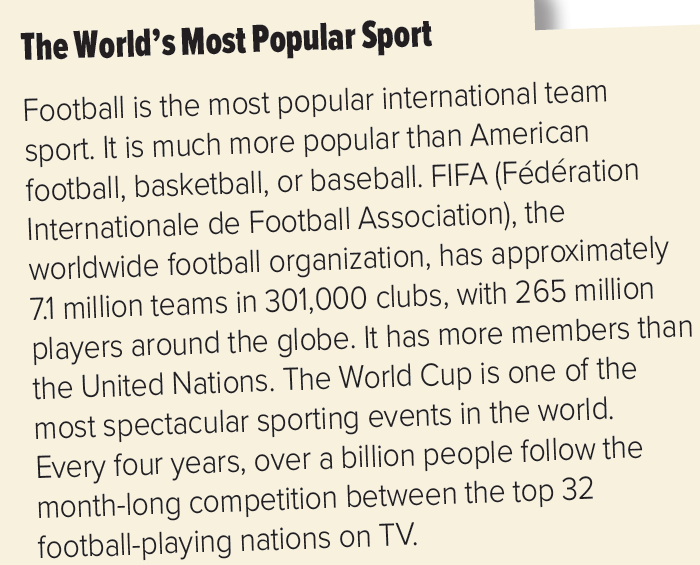 The World's Most Popular Sport
Football is the most popular international team
sport. It is much more popular than American
football, basketball, or baseball. FIFA (Fédération
Internationale de Football Association), the
worldwide football organization, has approximately
7.1 million teams in 301,000 clubs, with 265 million
players around the globe. It has more members than
the United Nations. The World Cup is one of the
most spectacular sporting events in the world.
Every four years, over a billion people follow the
month-long competition between the top 32
football-playing nations on TV.